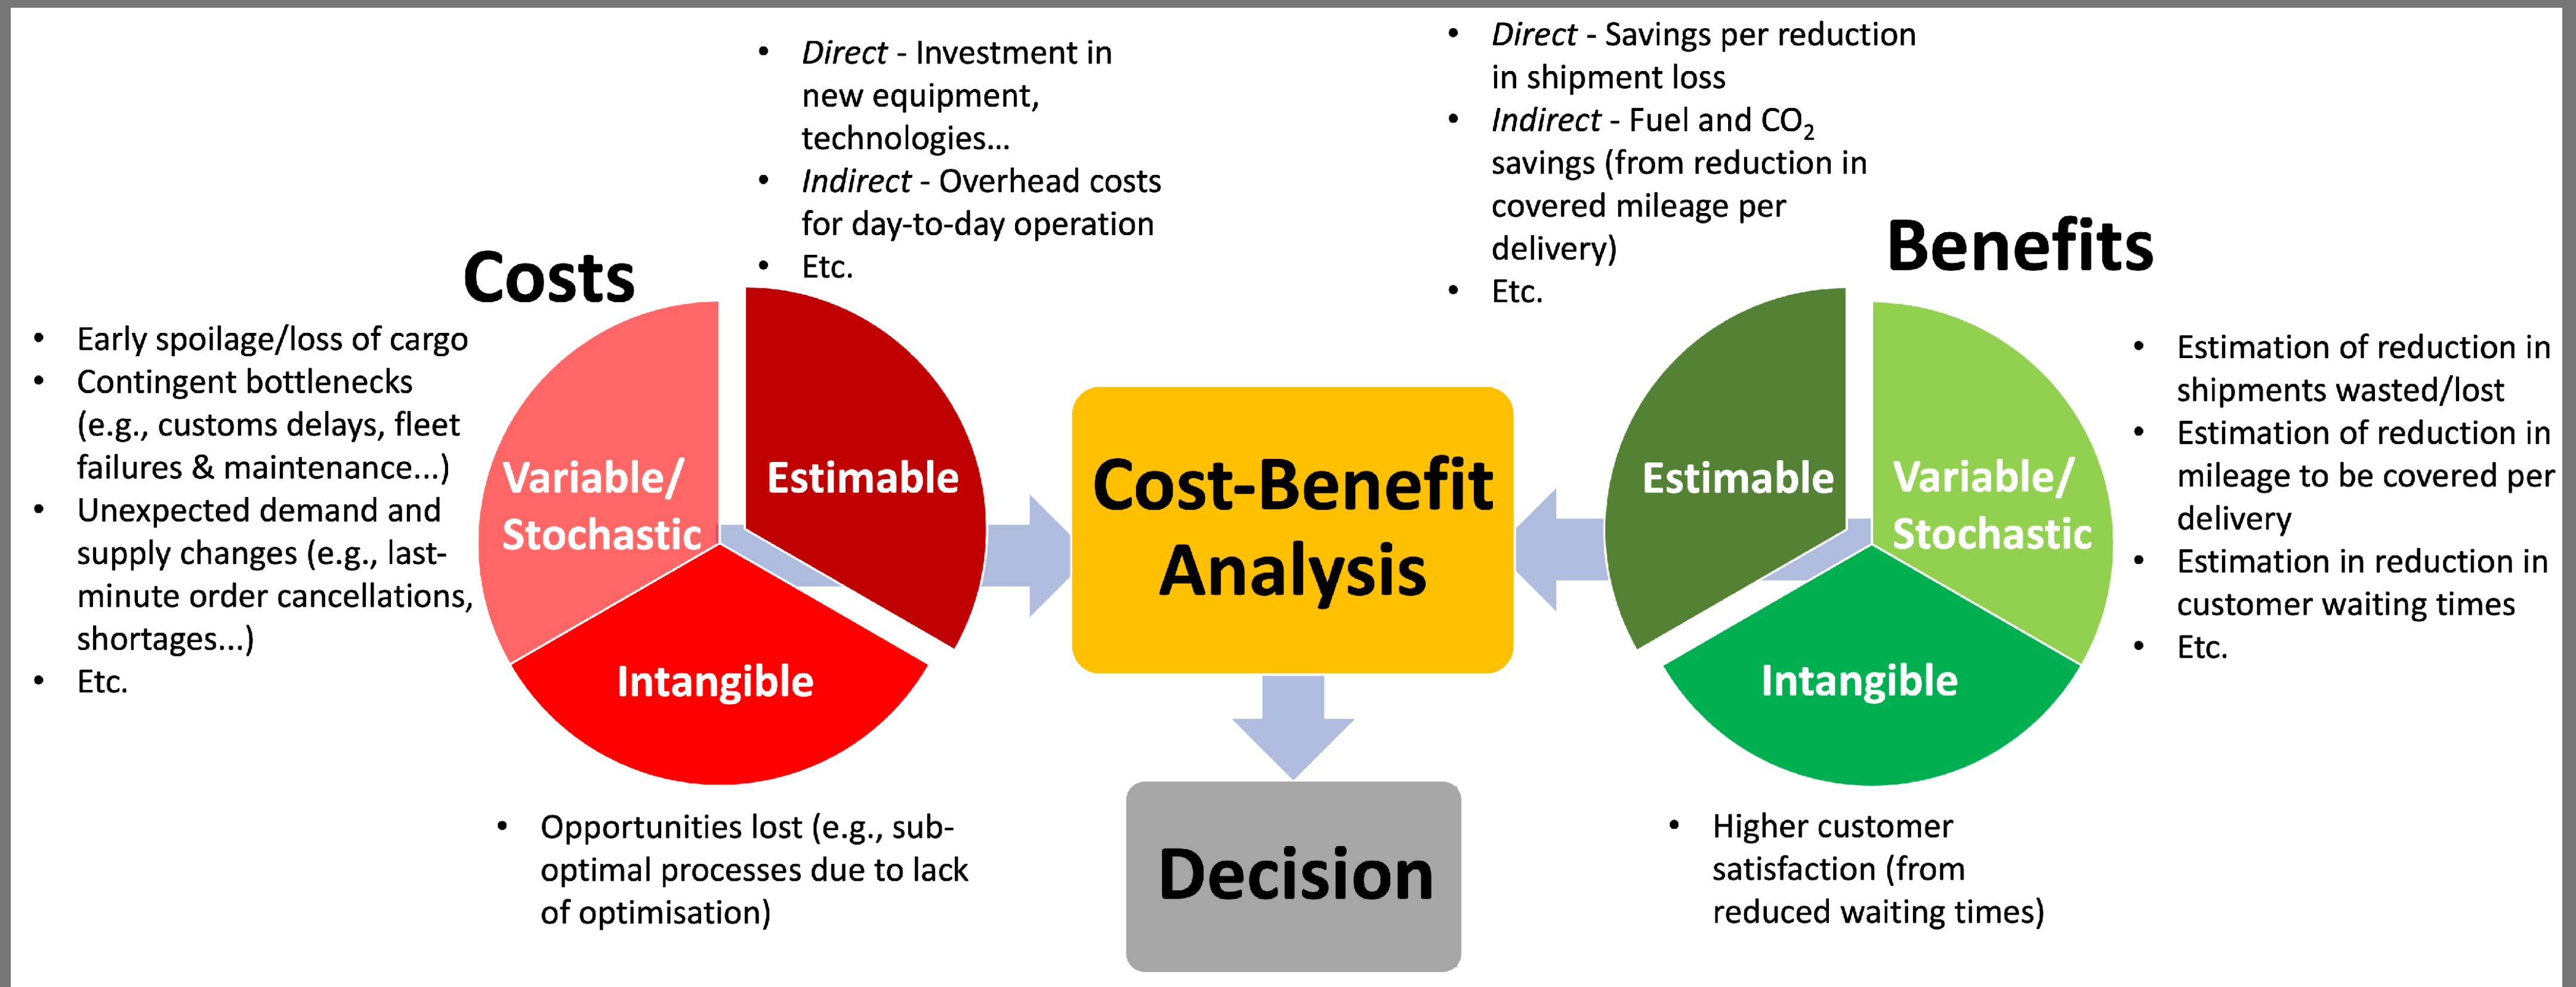 Costs
• Direct - Investment in
new equipment,
technologies...
• Indirect - Overhead costs
for day-to-day operation
• Etc.
• Early spoilage/loss of cargo
• Contingent bottlenecks
(e.g., customs delays, fleet
failures & maintenance...)
• Unexpected demand and
supply changes (e.g., last-
minute order cancellations,
shortages...)
• Etc.
Variable/
Stochastic
Estimable
Intangible
• Opportunities lost (e.g., sub-
optimal processes due to lack
of optimisation)
Cost-Benefit
Analysis
Decision
Benefits
• Direct - Savings per reduction
in shipment loss
• Indirect - Fuel and CO₂
savings (from reduction in
covered mileage per
delivery)
• Etc.
Estimable
Variable/
Stochastic
Intangible
• Estimation of reduction in
shipments wasted/lost
• Estimation of reduction in
mileage to be covered per
delivery
• Estimation in reduction in
customer waiting times
• Etc.
• Higher customer
satisfaction (from
reduced waiting times)